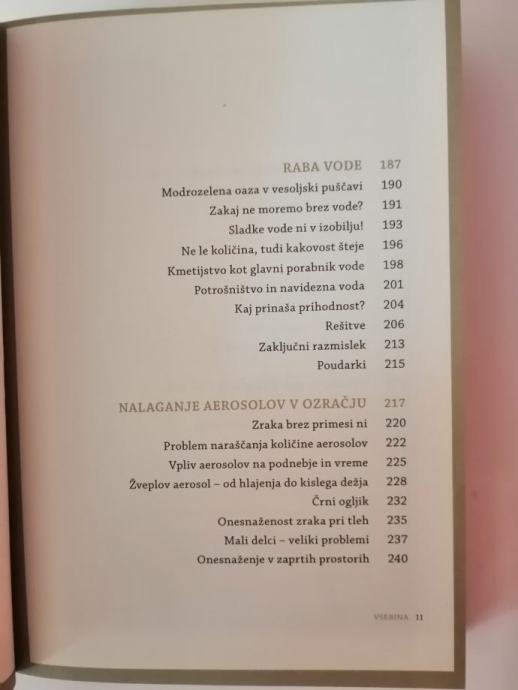 RABA VODE 187
Modrozelena oaza v vesoljski puščavi 190
Zakaj ne moremo brez vode? 191
Sladke vode ni v izobilju! 193
Ne le količina, tudi kakovost šteje 196
Kmetijstvo kot glavni porabnik vode 198
Potrošništvo in navidezna voda 201
Kaj prinaša prihodnost? 204
Rešitve 206
Zaključni razmislek 213
Poudarki 215
NALAGANJE AEROSOLOV V OZRAČJU 217
Zraka brez primesi ni 220
Problem naraščanja količine aerosolov 222
Vpliv aerosolov na podnebje in vreme 225
Žveplov aerosol – od hlajenja do kislega dežja 228
Črni ogljik 232
Onesnaženost zraka pri tleh 235
Mali delci – veliki problemi 237
Onesnaženje v zaprtih prostorih 240
VSEBINA 11